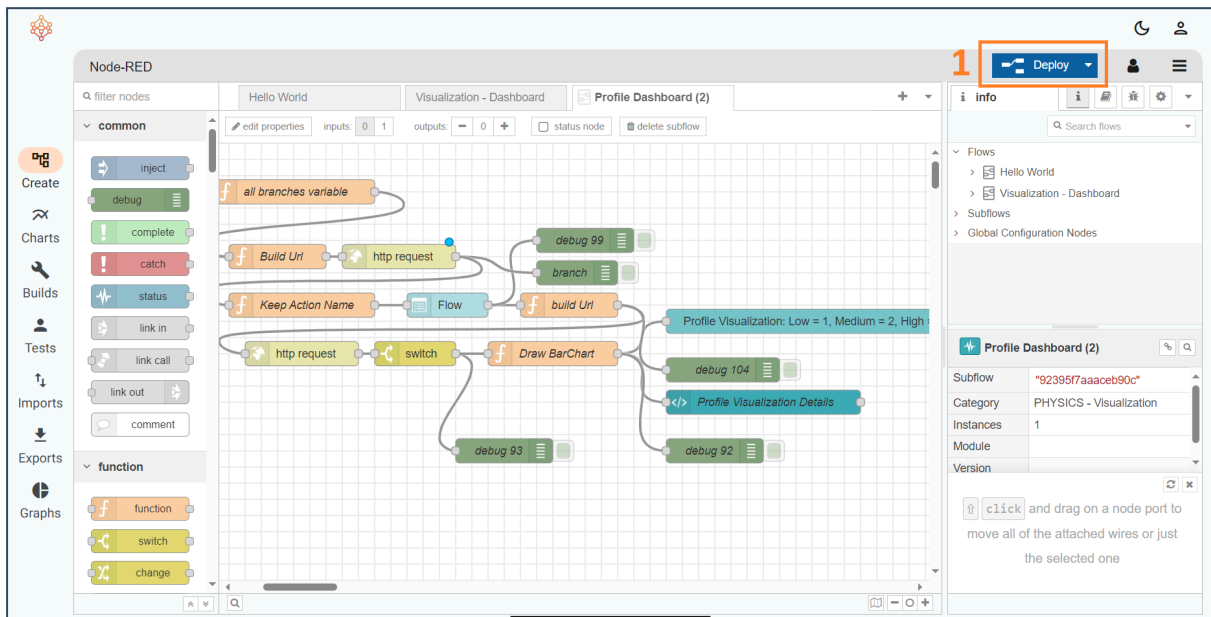 1
Deploy
Node-RED
filter nodes
Hello World
Visualization - Dashboard
Profile Dashboard (2)
info
i
edit properties
inputs: 0 1
outputs: 0
status node
delete subflow
Search flows
common
inject
debug
complete
catch
status
link in
link call
link out
comment
function
function
switch
change
Create
Charts
Builds
Tests
Imports
Exports
Graphs
all branches variable
Build Url
http request
debug 99
branch
Keep Action Name
Flow
build Url
Profile Visualization: Low = 1, Medium = 2, High =
http request
switch
Draw BarChart
debug 104
Profile Visualization Details
debug 93
debug 92
Flows
Hello World
Visualization - Dashboard
Subflows
Global Configuration Nodes
Profile Dashboard (2)
Subflow "92395f7aaaceb90c"
Category PHYSICS - Visualization
Instances 1
Module
Version
click and drag on a node port to
move all of the attached wires or just
the selected one